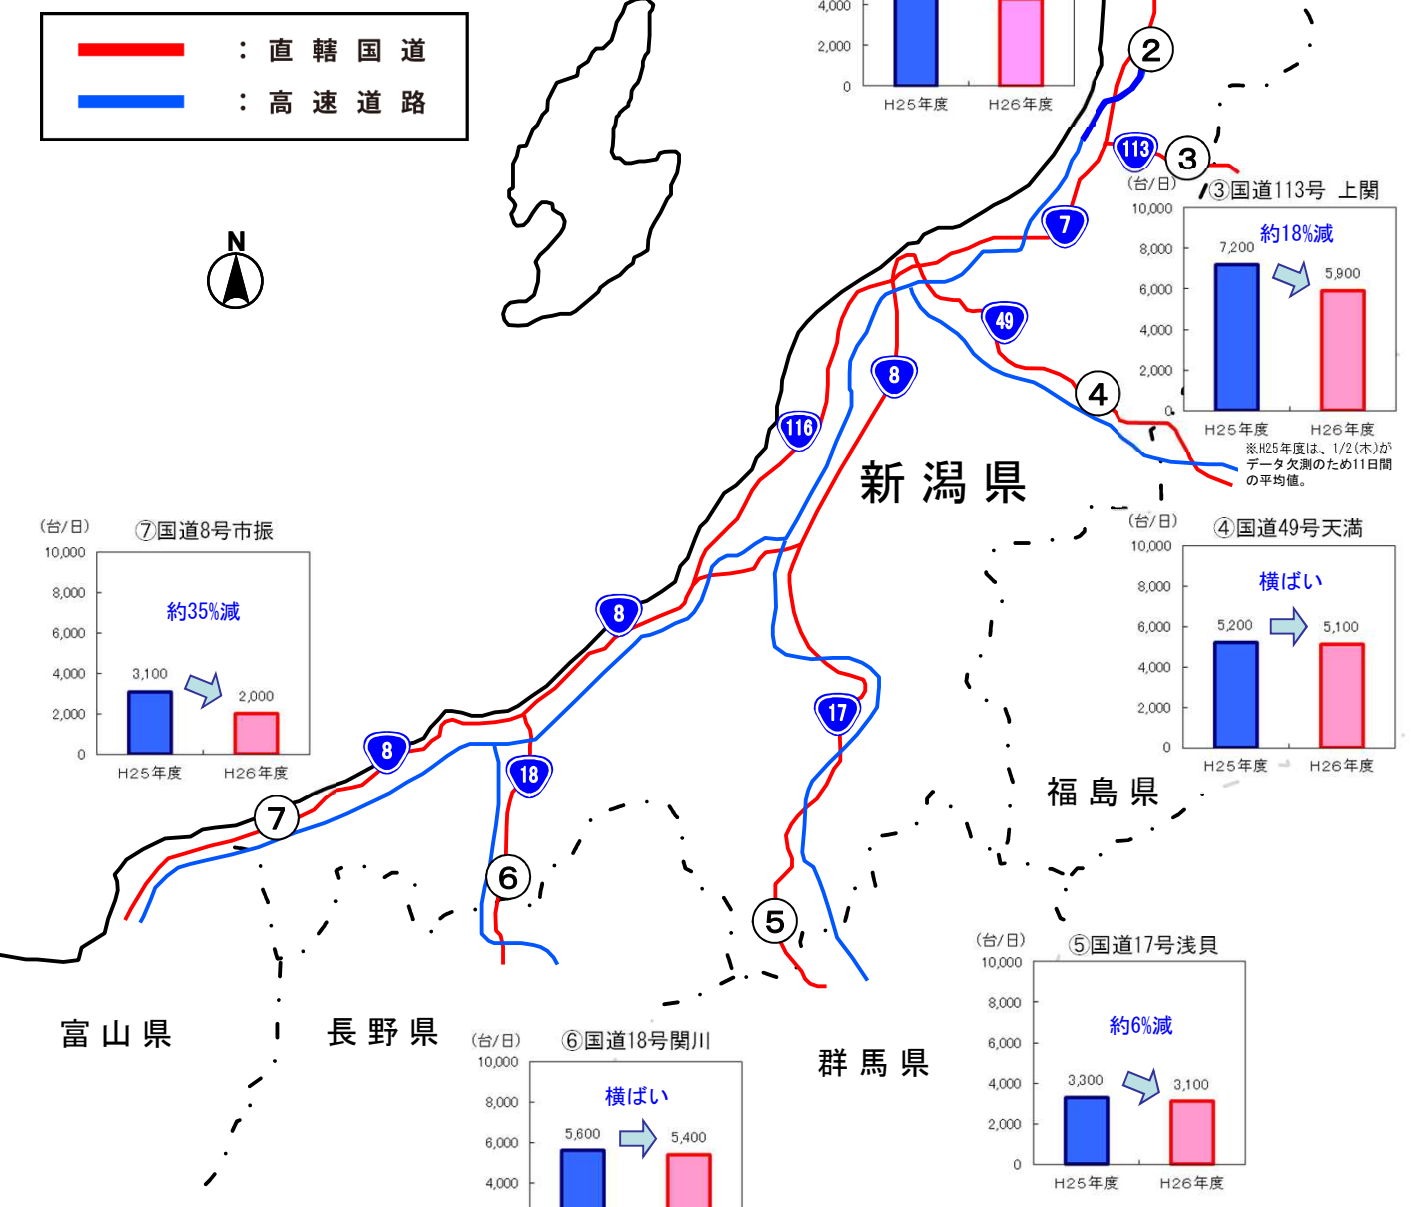 ：直轄国道
：高速道路
N
4,000
2,000
0
H25年度
H26年度
②
113
③
7
49
④
8
116
8
17
8
18
⑦
⑥
⑤
新潟県
福島県
富山県
長野県
群馬県
(台/日)
③国道113号 上関
10,000
8,000
6,000
4,000
2,000
0
約18%減
7,200
5,900
H25年度
H26年度
※H25年度は、1/2(木)が
データ欠測のため11日間
の平均値。
(台/日)
④国道49号天満
10,000
8,000
6,000
4,000
2,000
0
横ばい
5,200
5,100
H25年度
H26年度
(台/日)
⑦国道8号市振
10,000
8,000
6,000
4,000
2,000
0
約35%減
3,100
2,000
H25年度
H26年度
(台/日)
⑤国道17号浅貝
10,000
8,000
6,000
4,000
2,000
0
約6%減
3,300
3,100
H25年度
H26年度
(台/日)
⑥国道18号関川
10,000
8,000
6,000
4,000
横ばい
5,600
5,400